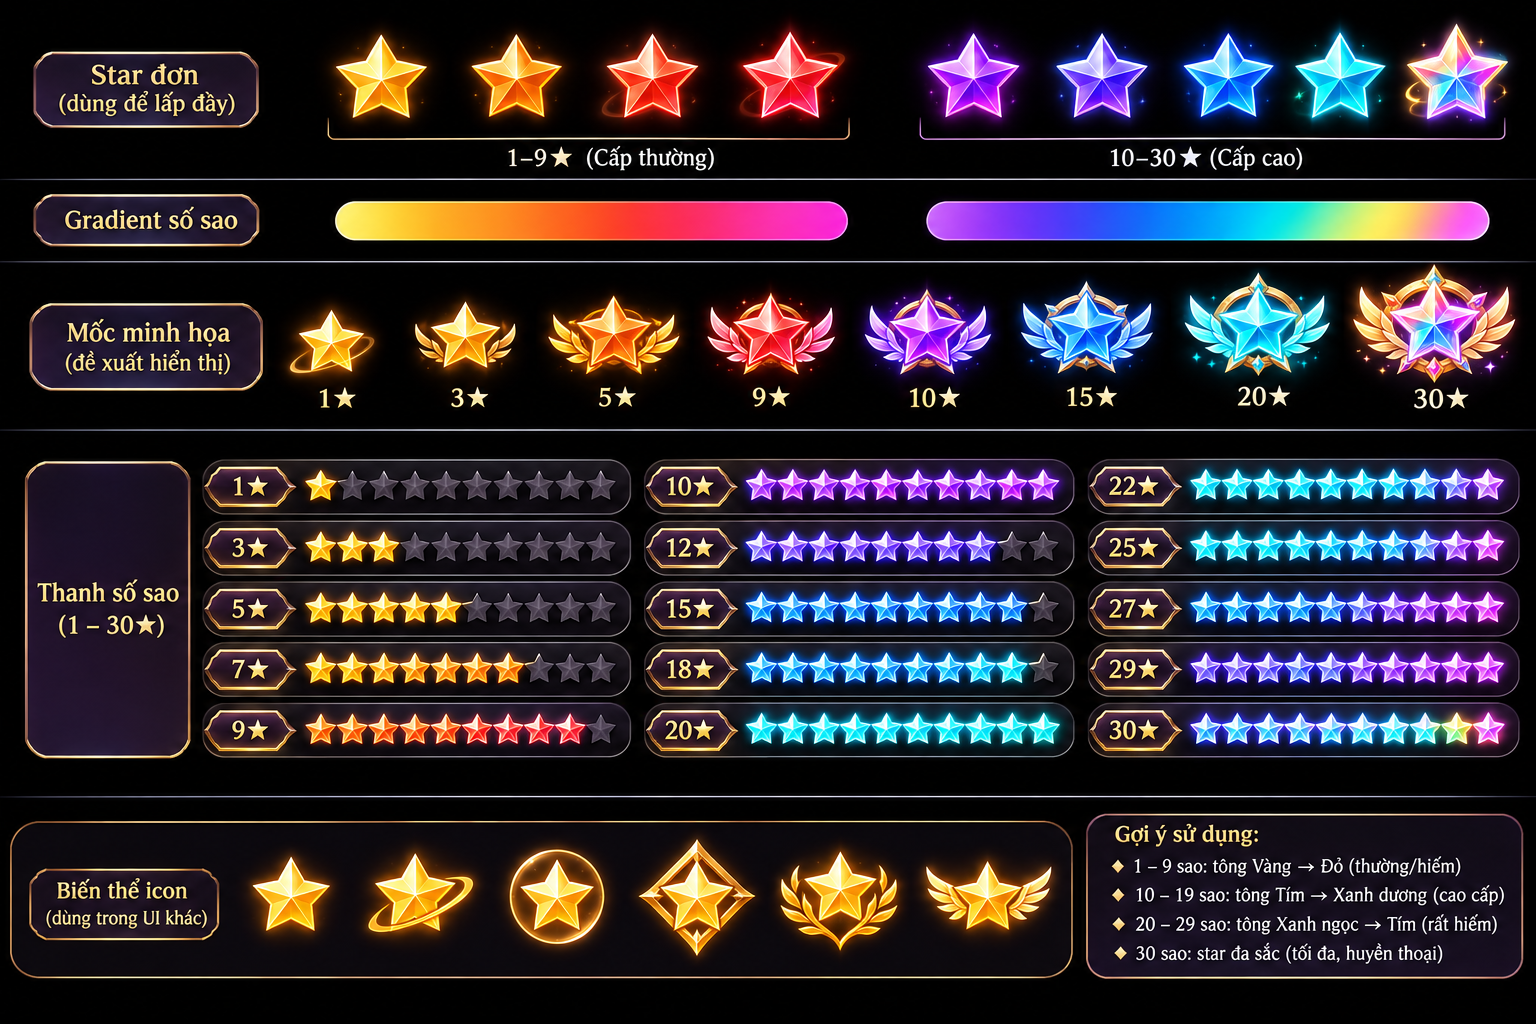 Star đơn
(dùng để lấp đầy)
1–9★ (Cấp thường)
10–30★ (Cấp cao)
Gradient số sao
Mốc minh họa
(đề xuất hiển thị)
1★
3★
5★
9★
10★
15★
20★
30★
Thanh số sao
(1 – 30★)
1★
3★
5★
7★
9★
10★
12★
15★
18★
20★
22★
25★
27★
29★
30★
Biến thể icon
(dùng trong UI khác)
Gợi ý sử dụng:
◆ 1 – 9 sao: tông Vàng → Đỏ (thường/hiếm)
◆ 10 – 19 sao: tông Tím → Xanh dương (cao cấp)
◆ 20 – 29 sao: tông Xanh ngọc → Tím (rất hiếm)
◆ 30 sao: star đa sắc (tối đa, huyền thoại)